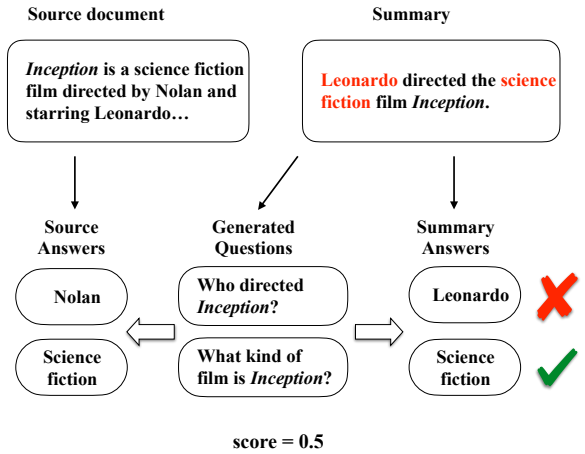 Source document
Summary
Inception is a science fiction
film directed by Nolan and
starring Leonardo…
Leonardo directed the science
fiction film Inception.
Source
Answers
Generated
Questions
Summary
Answers
Nolan
Who directed
Inception?
Leonardo
Science
fiction
What kind of
film is Inception?
Science
fiction
score = 0.5